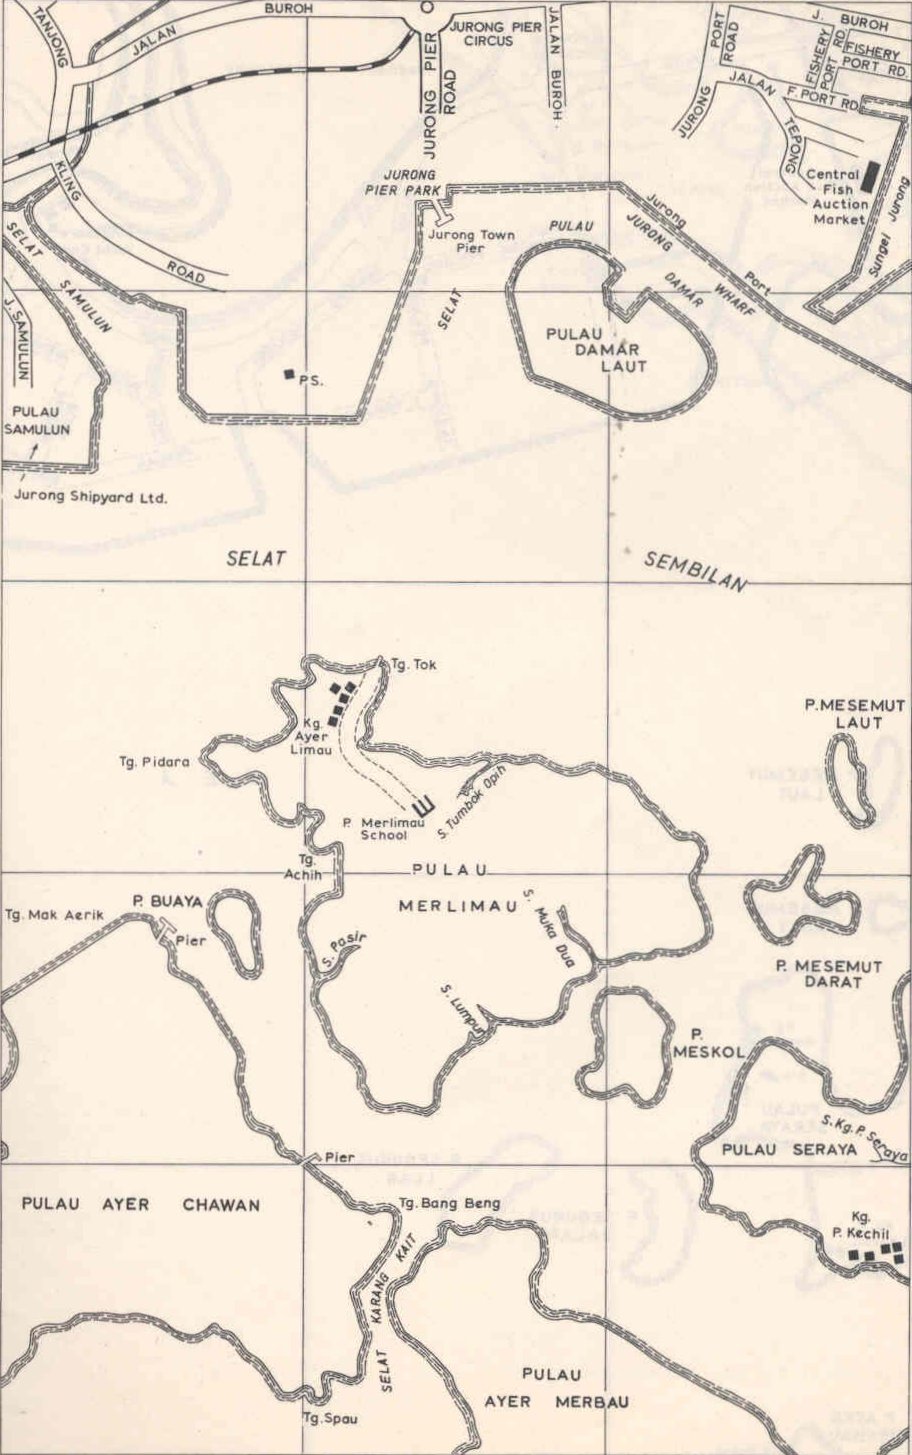 TANJONG
KLING
ROAD
JALAN
BUROH
JURONG PIER
CIRCUS
JURONG PIER
ROAD
JALAN BUROH.
JURONG
PORT
ROAD
J. BUROH
FISHERY
PORT RD.
FISHERY
PORT RD.
F. PORT RD.
JALAN
TEPONG
Central
Fish
Auction
Market
Sungei Jurong
JURONG
PIER PARK
Jurong Town
Pier
Jurong
Port
JURONG
WHARF
SELAT
PULAU
DAMAR
PULAU
DAMAR
LAUT
SELAT
SAMULUN
J. SAMULUN
PULAU
SAMULUN
Jurong Shipyard Ltd.
PS.
SELAT
SEMBILAN
Tg. Tok
Kg.
Ayer
Limau
Tg. Pidara
P. Merlimau
School
S. Tumbok Opih
P. MESEMUT
LAUT
Tg.
Achih
PULAU
MERLIMAU
P. BUAYA
Tg. Mak Aerik
Pier
S. Pasir
S. Muka Dua
S. Lumpur
P. MESEMUT
DARAT
P.
MESKOL
S. Kg. P. Seraya
PULAU SERAYA
Pier
PULAU AYER CHAWAN
Tg. Bang Beng
Kg.
P. Kechil
SELAT
KARANG
KAIT
PULAU
AYER MERBAU
Tg. Spau